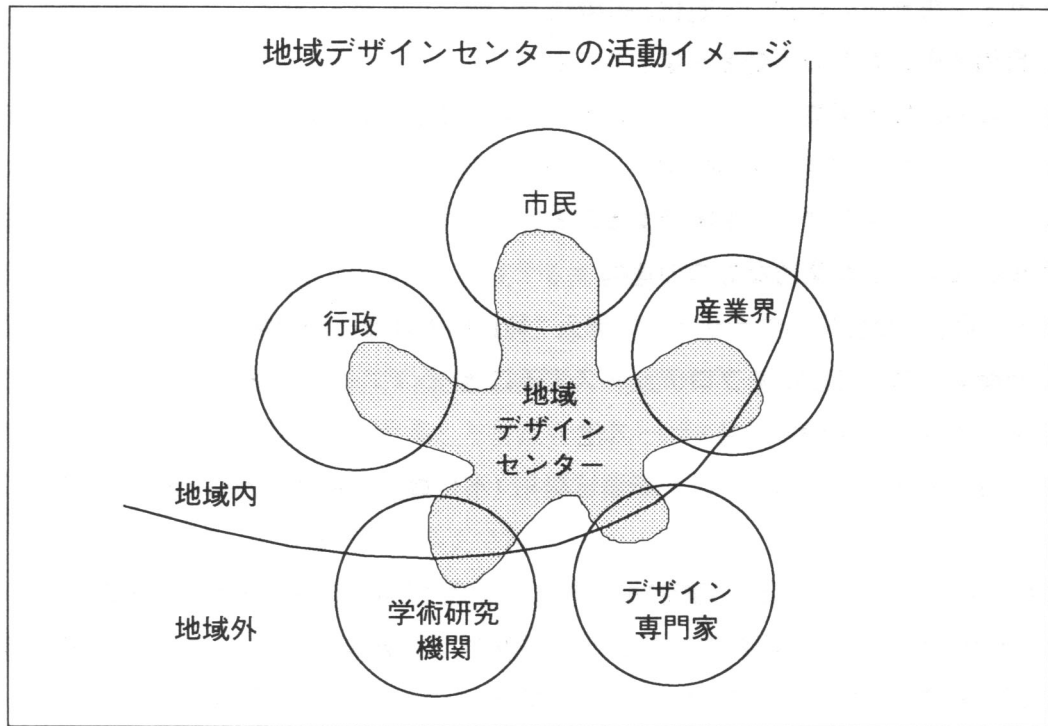 地域デザインセンターの活動イメージ
市民
行政
産業界
地域
デザイン
センター
地域内
地域外
学術研究
機関
デザイン
専門家